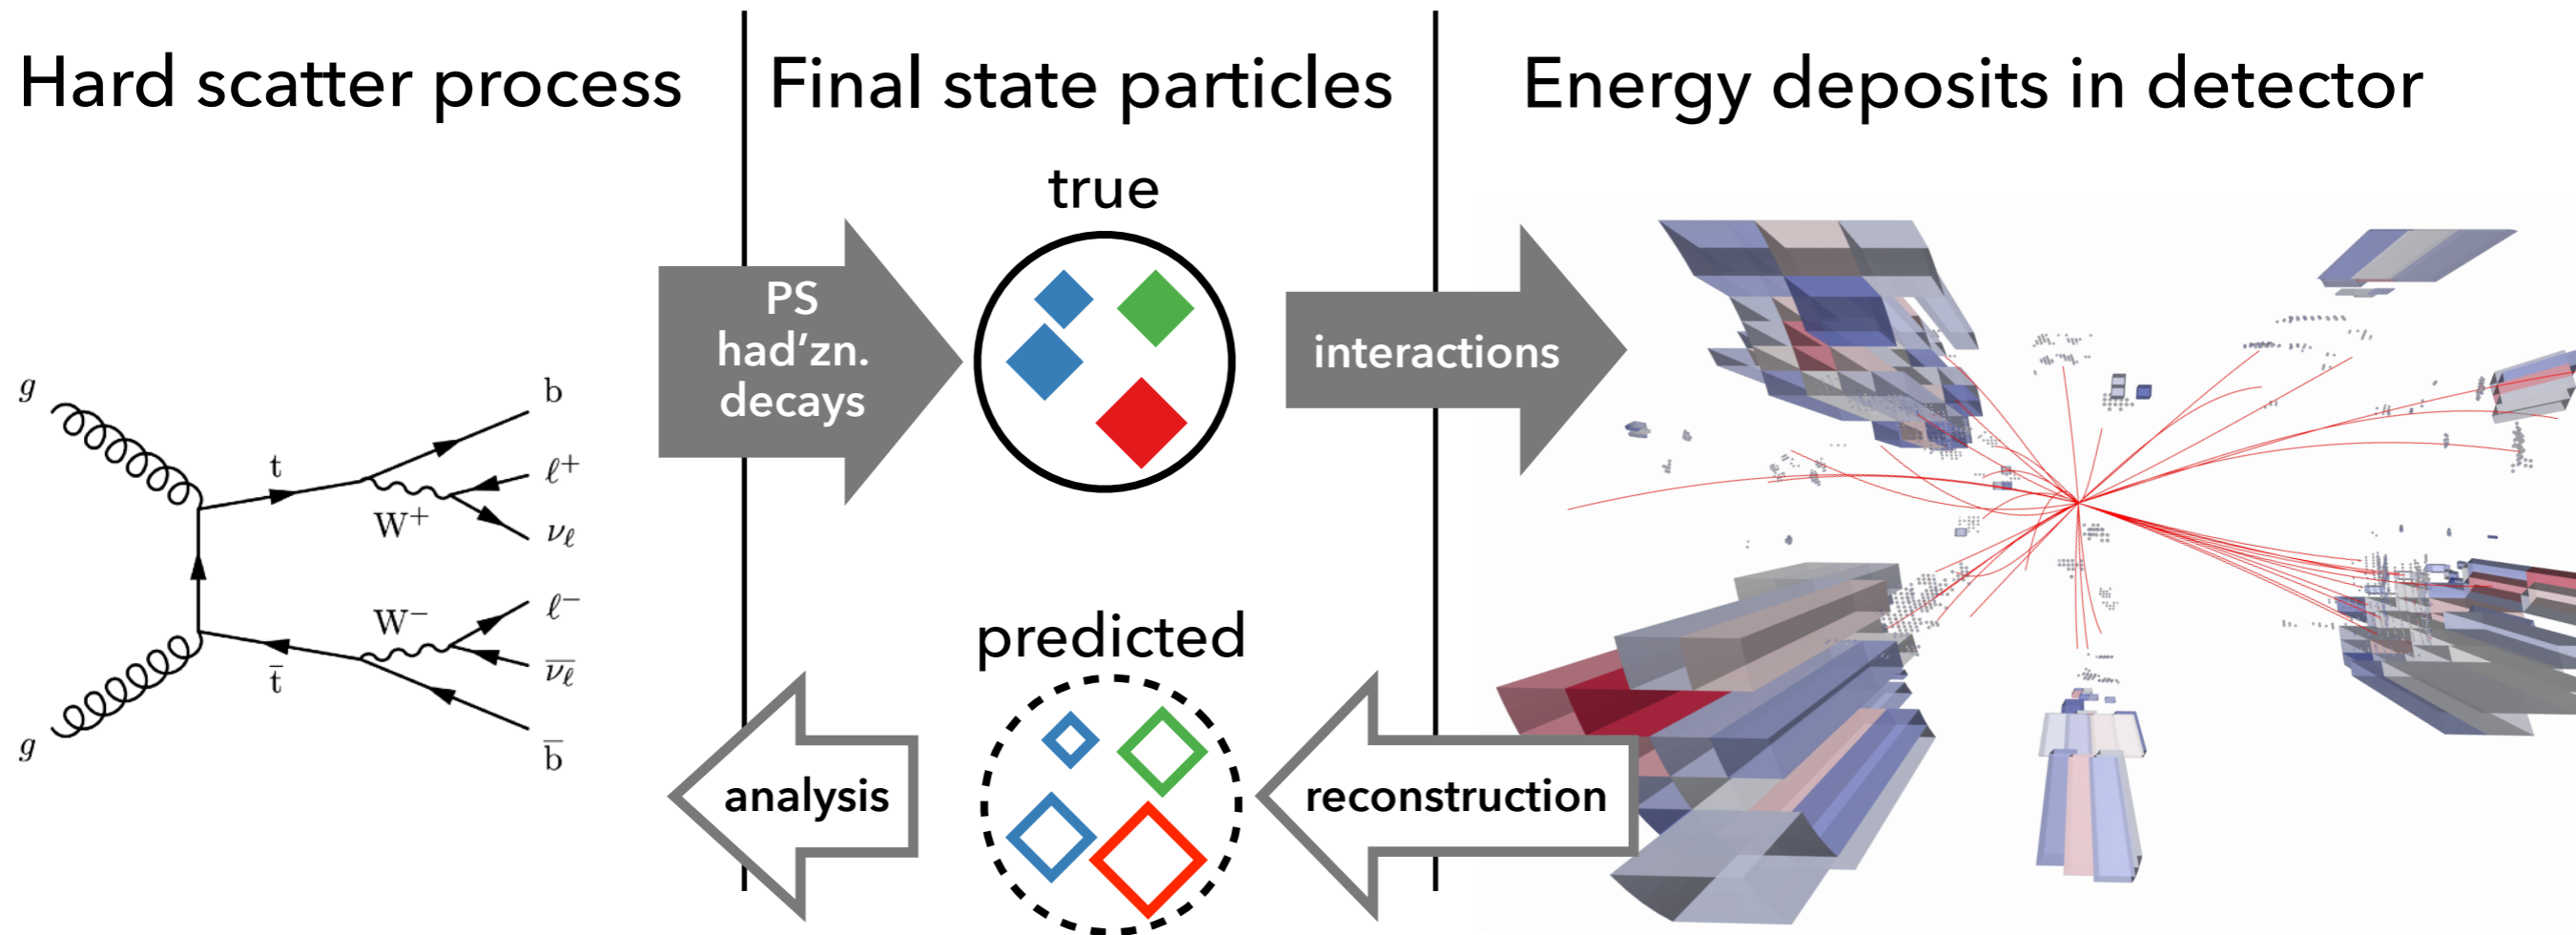 Hard scatter process
Final state particles
Energy deposits in detector
true
PS
had’zn.
decays
interactions
g
t
b
W⁺
ℓ⁺
νℓ
W⁻
ℓ⁻
ν̅ℓ
t̅
b̅
g
predicted
analysis
reconstruction